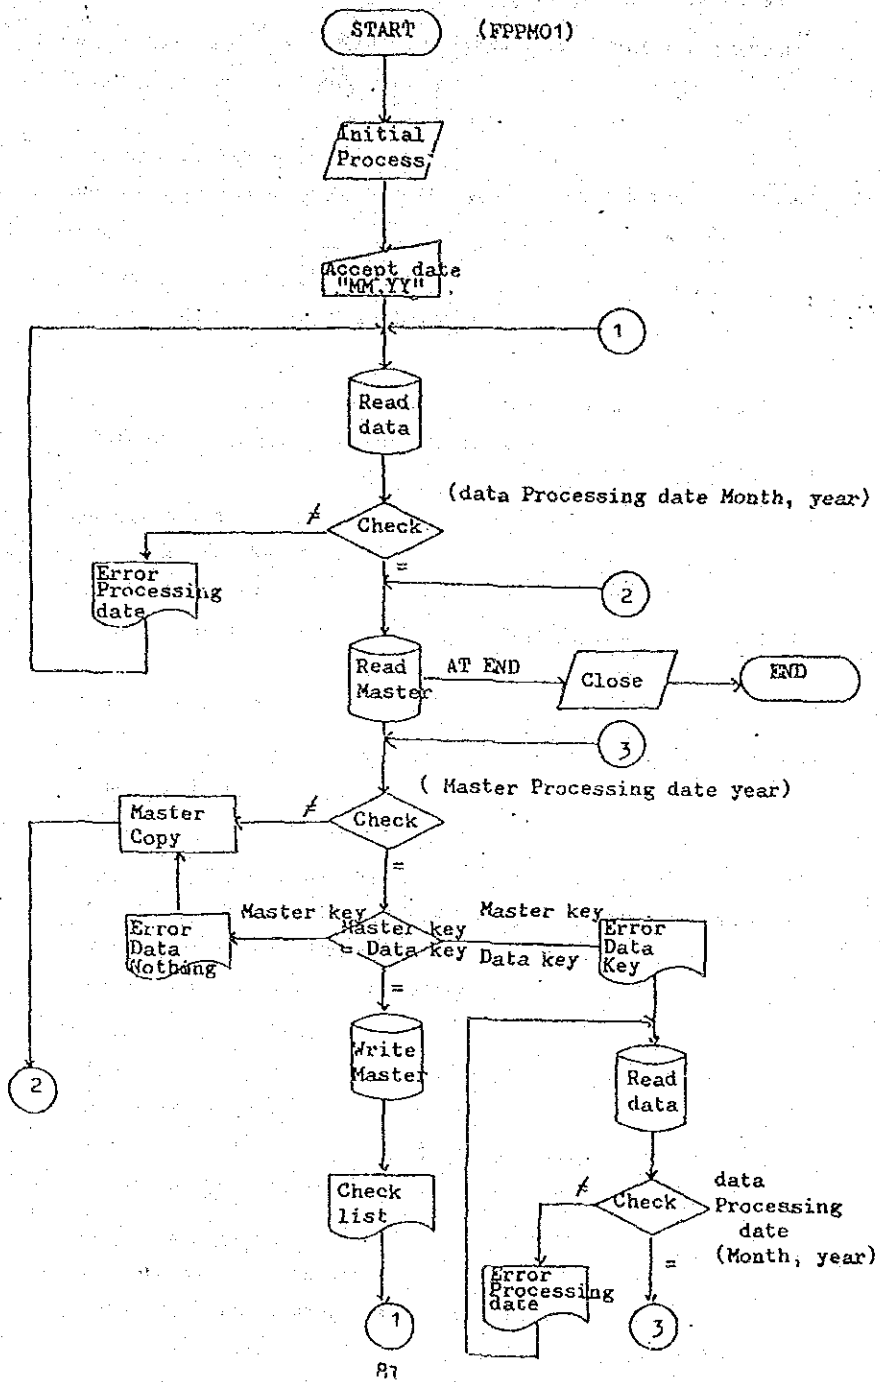 START (FPPM01)
Initial
Process
Accept date
"MM.YY"
1
Read
data
(data Processing date Month, year)
≠
Check
=
Error
Processing
date
2
Read
Master
AT END
Close
END
3
( Master Processing date year)
Master
Copy
≠
Check
=
Master key
Master key
= Data key
Master key
Data key
Error
Data
Nothing
Error
Data
Key
=
Write
Master
2
Read
data
Check
list
≠
Check
data
Processing
date
(Month, year)
=
Error
Processing
date
1
3